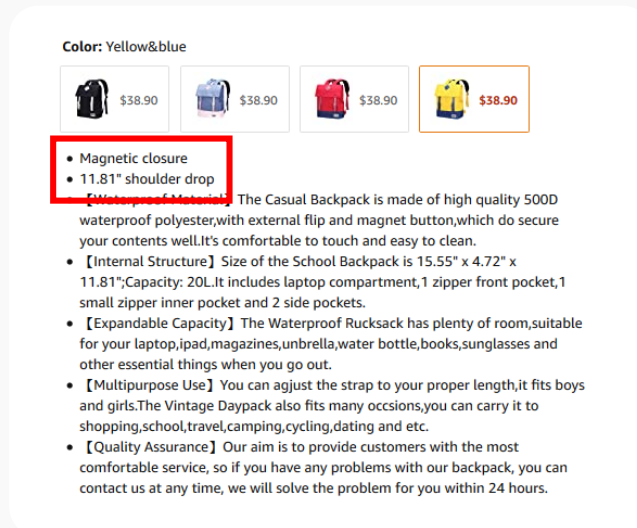 Color: Yellow&blue
$38.90 $38.90 $38.90 $38.90
• Magnetic closure
• 11.81" shoulder drop
• 【Waterproof Material】The Casual Backpack is made of high quality 500D
waterproof polyester,with external flip and magnet button,which do secure
your contents well.It's comfortable to touch and easy to clean.
• 【Internal Structure】Size of the School Backpack is 15.55" x 4.72" x
11.81";Capacity: 20L.It includes laptop compartment,1 zipper front pocket,1
small zipper inner pocket and 2 side pockets.
• 【Expandable Capacity】The Waterproof Rucksack has plenty of room,suitable
for your laptop,ipad,magazines,unbrella,water bottle,books,sunglasses and
other essential things when you go out.
• 【Multipurpose Use】You can agjust the strap to your proper length,it fits boys
and girls.The Vintage Daypack also fits many occsions,you can carry it to
shopping,school,travel,camping,cycling,dating and etc.
• 【Quality Assurance】Our aim is to provide customers with the most
comfortable service, so if you have any problems with our backpack, you can
contact us at any time, we will solve the problem for you within 24 hours.